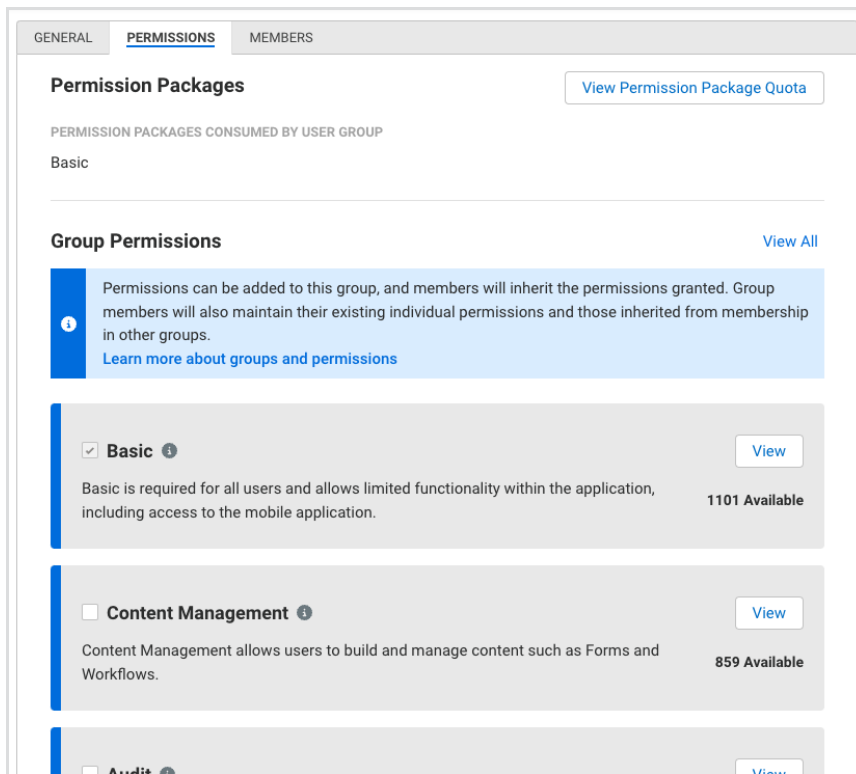 GENERAL PERMISSIONS MEMBERS
Permission Packages
View Permission Package Quota
PERMISSION PACKAGES CONSUMED BY USER GROUP
Basic
Group Permissions
View All
Permissions can be added to this group, and members will inherit the permissions granted. Group
members will also maintain their existing individual permissions and those inherited from membership
in other groups.
Learn more about groups and permissions
Basic
View
Basic is required for all users and allows limited functionality within the application,
including access to the mobile application.
1101 Available
Content Management
View
Content Management allows users to build and manage content such as Forms and
Workflows.
859 Available
Audit
View